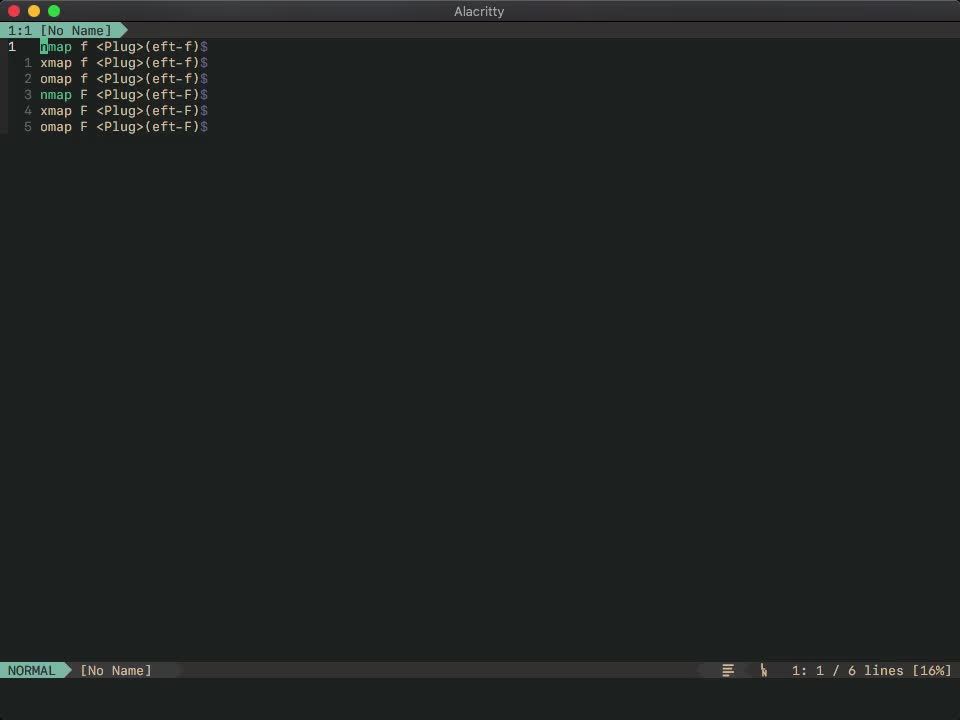 Alacritty
1:1 [No Name]
1 nmap f <Plug>(eft-f)$
1 xmap f <Plug>(eft-f)$
2 omap f <Plug>(eft-f)$
3 nmap F <Plug>(eft-F)$
4 xmap F <Plug>(eft-F)$
5 omap F <Plug>(eft-F)$
NORMAL [No Name] 1: 1 / 6 lines [16%]